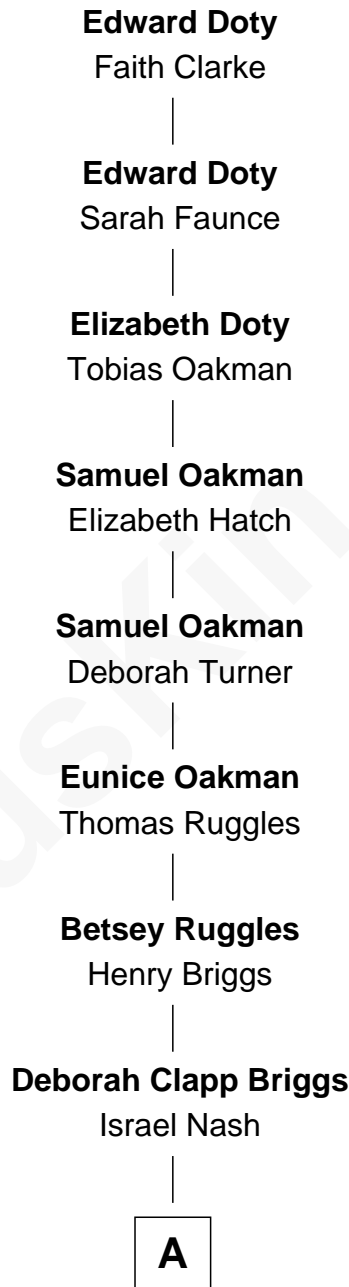 Edward Doty
Faith Clarke
Edward Doty
Sarah Faunce
Elizabeth Doty
Tobias Oakman
Samuel Oakman
Elizabeth Hatch
Samuel Oakman
Deborah Turner
Eunice Oakman
Thomas Ruggles
Betsey Ruggles
Henry Briggs
Deborah Clapp Briggs
Israel Nash
A